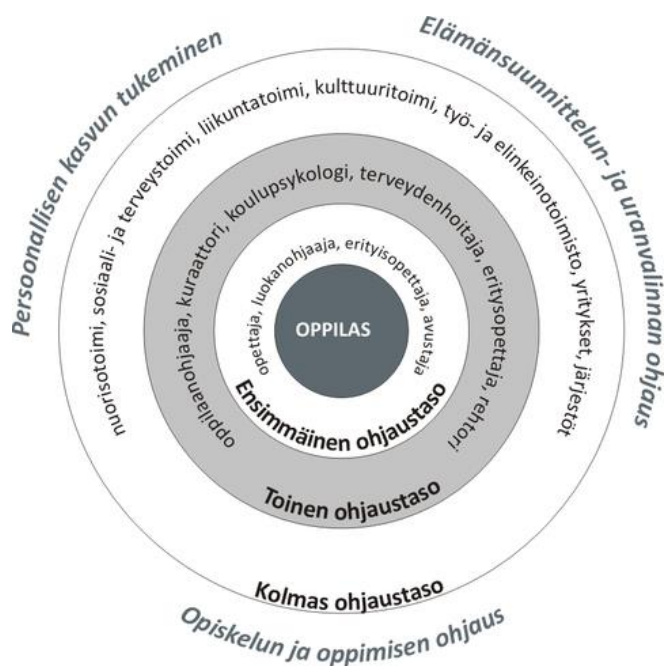 Persoonallisen kasvun tukeminen
Elämänsuunnittelun- ja uranvalinnan ohjaus
nuorisotoimi, sosiaali- ja terveystoimi, liikuntatoimi, kulttuuritoimi, työ- ja elinkeinotoimisto, yritykset, järjestöt
oppilaanohjaaja, kuraattori, koulupsykologi, terveydenhoitaja, eritysopettaja, rehtori
opettaja, luokanohjaaja, erityisopettaja, avustaja
OPPILAS
Ensimmäinen ohjaustaso
Toinen ohjaustaso
Kolmas ohjaustaso
Opiskelun ja oppimisen ohjaus